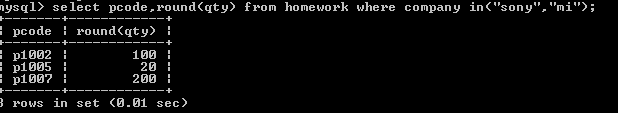 mysql> select pcode,round(qty) from homework where company in("sony","mi");
+-------+------------+
| pcode | round(qty) |
+-------+------------+
| p1002 |        100 |
| p1005 |         20 |
| p1007 |        200 |
+-------+------------+
3 rows in set (0.01 sec)